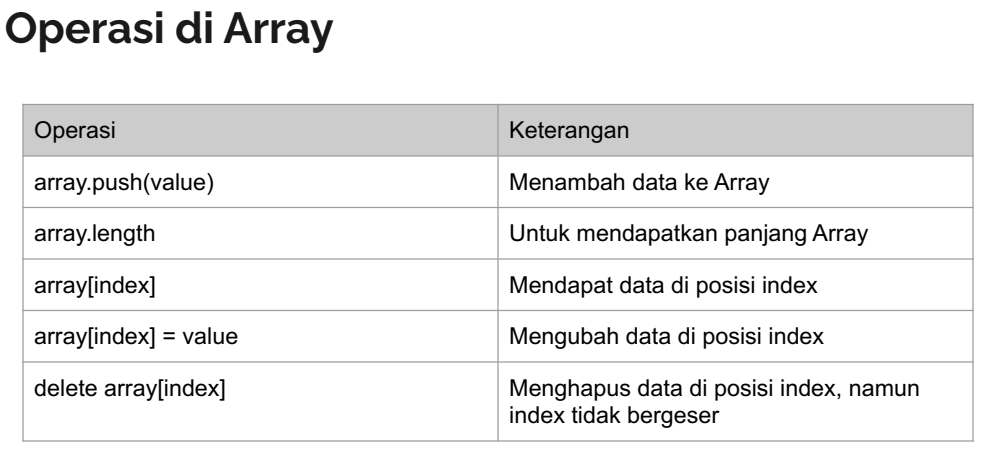 Operasi di Array
Operasi Keterangan
array.push(value) Menambah data ke Array
array.length Untuk mendapatkan panjang Array
array[index] Mendapat data di posisi index
array[index] = value Mengubah data di posisi index
delete array[index] Menghapus data di posisi index, namun
index tidak bergeser